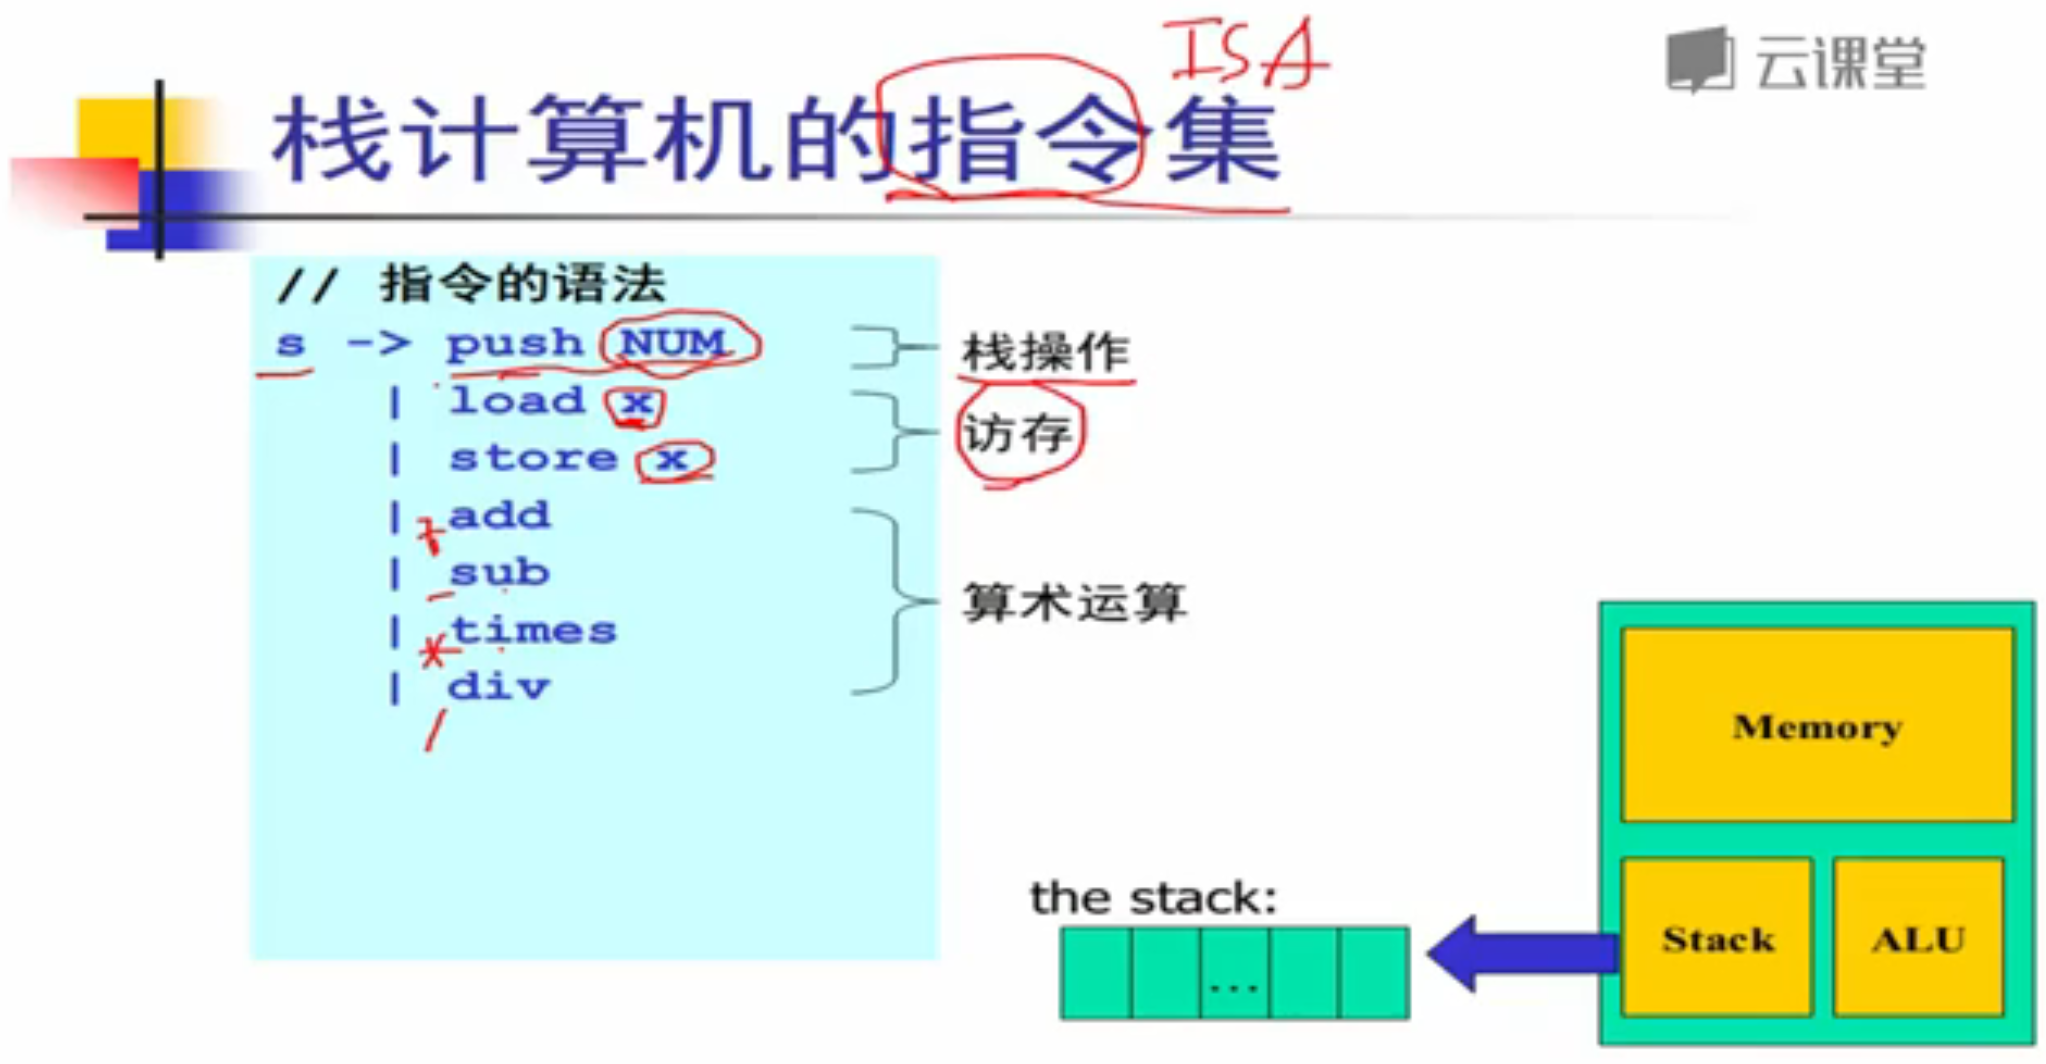 ISA
云课堂
栈计算机的指令集
// 指令的语法
s -> push NUM
栈操作
| load x
访存
| store x
| add
+
| sub
-
算术运算
| times
*
| div
/
Memory
the stack:
...
Stack
ALU